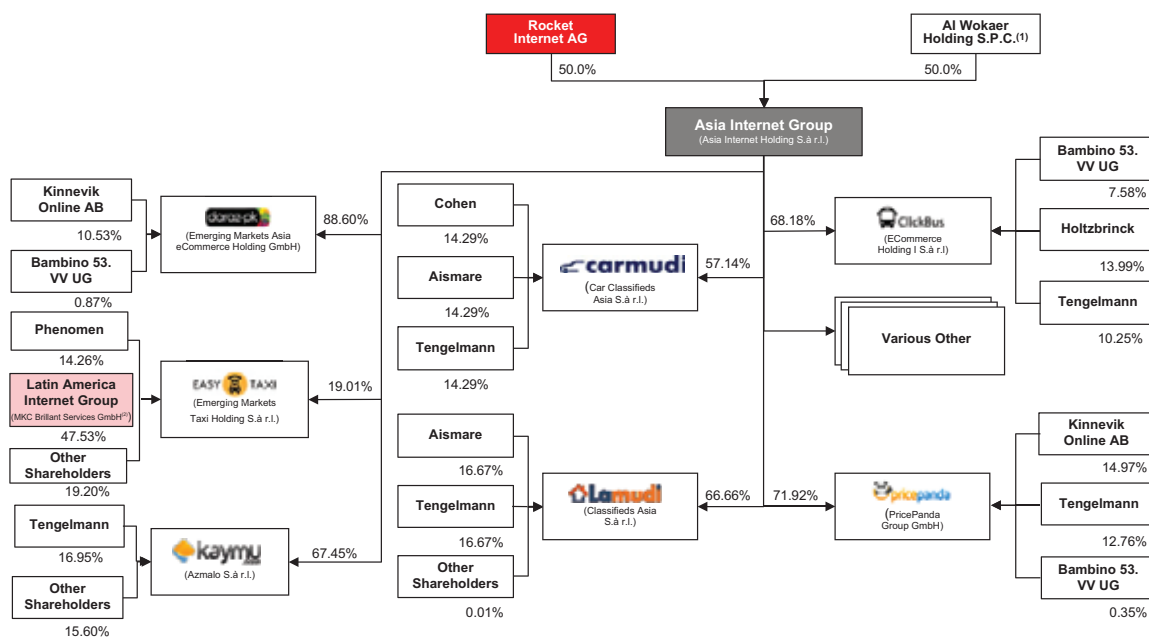 Rocket
Internet AG
Al Wokaer
Holding S.P.C.(1)
50.0%
50.0%
Asia Internet Group
(Asia Internet Holding S.à r.l.)
Kinnevik
Online AB
10.53%
Bambino 53.
VV UG
0.87%
daraz.pk
(Emerging Markets Asia
eCommerce Holding GmbH)
88.60%
Phenomen
14.26%
Latin America
Internet Group
(MKC Brillant Services GmbH(2))
47.53%
Other
Shareholders
19.20%
EASY TAXI
(Emerging Markets
Taxi Holding S.à r.l.)
19.01%
Tengelmann
16.95%
Other
Shareholders
15.60%
kaymu
.com
(Azmalo S.à r.l.)
67.45%
Cohen
14.29%
Aismare
14.29%
Tengelmann
14.29%
carmudi
(Car Classifieds
Asia S.à r.l.)
57.14%
Aismare
16.67%
Tengelmann
16.67%
Other
Shareholders
0.01%
Lamudi
(Classifieds Asia
S.à r.l.)
66.66%
68.18%
ClickBus
(ECommerce
Holding I S.à r.l)
Bambino 53.
VV UG
7.58%
Holtzbrinck
13.99%
Tengelmann
10.25%
Various Other
71.92%
pricepanda
(PricePanda
Group GmbH)
Kinnevik
Online AB
14.97%
Tengelmann
12.76%
Bambino 53.
VV UG
0.35%